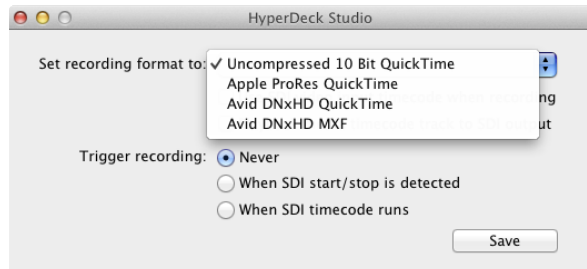 HyperDeck Studio
Set recording format to: ✓ Uncompressed 10 Bit QuickTime
Apple ProRes QuickTime
Avid DNxHD QuickTime
ng
Avid DNxHD MXF
ut
Trigger recording: Never
When SDI start/stop is detected
When SDI timecode runs
Save